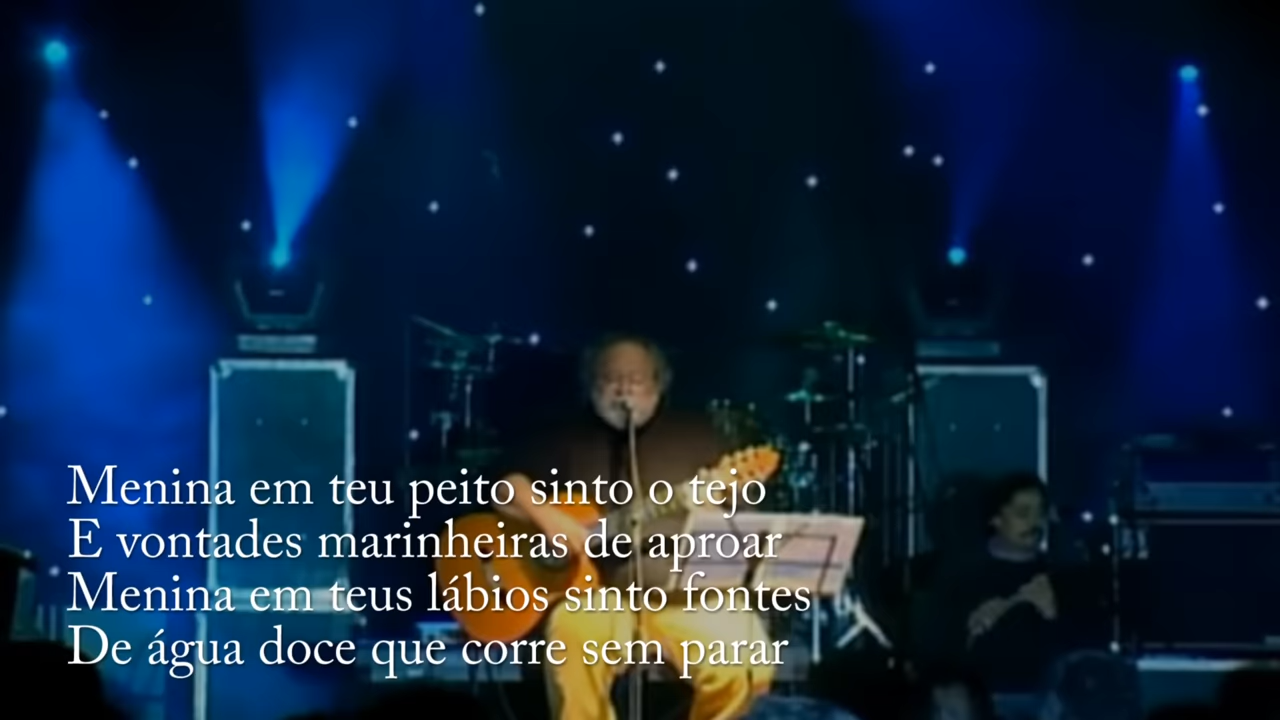 Menina em teu peito sinto o tejo
E vontades marinheiras de aproar
Menina em teus lábios sinto fontes
De água doce que corre sem parar